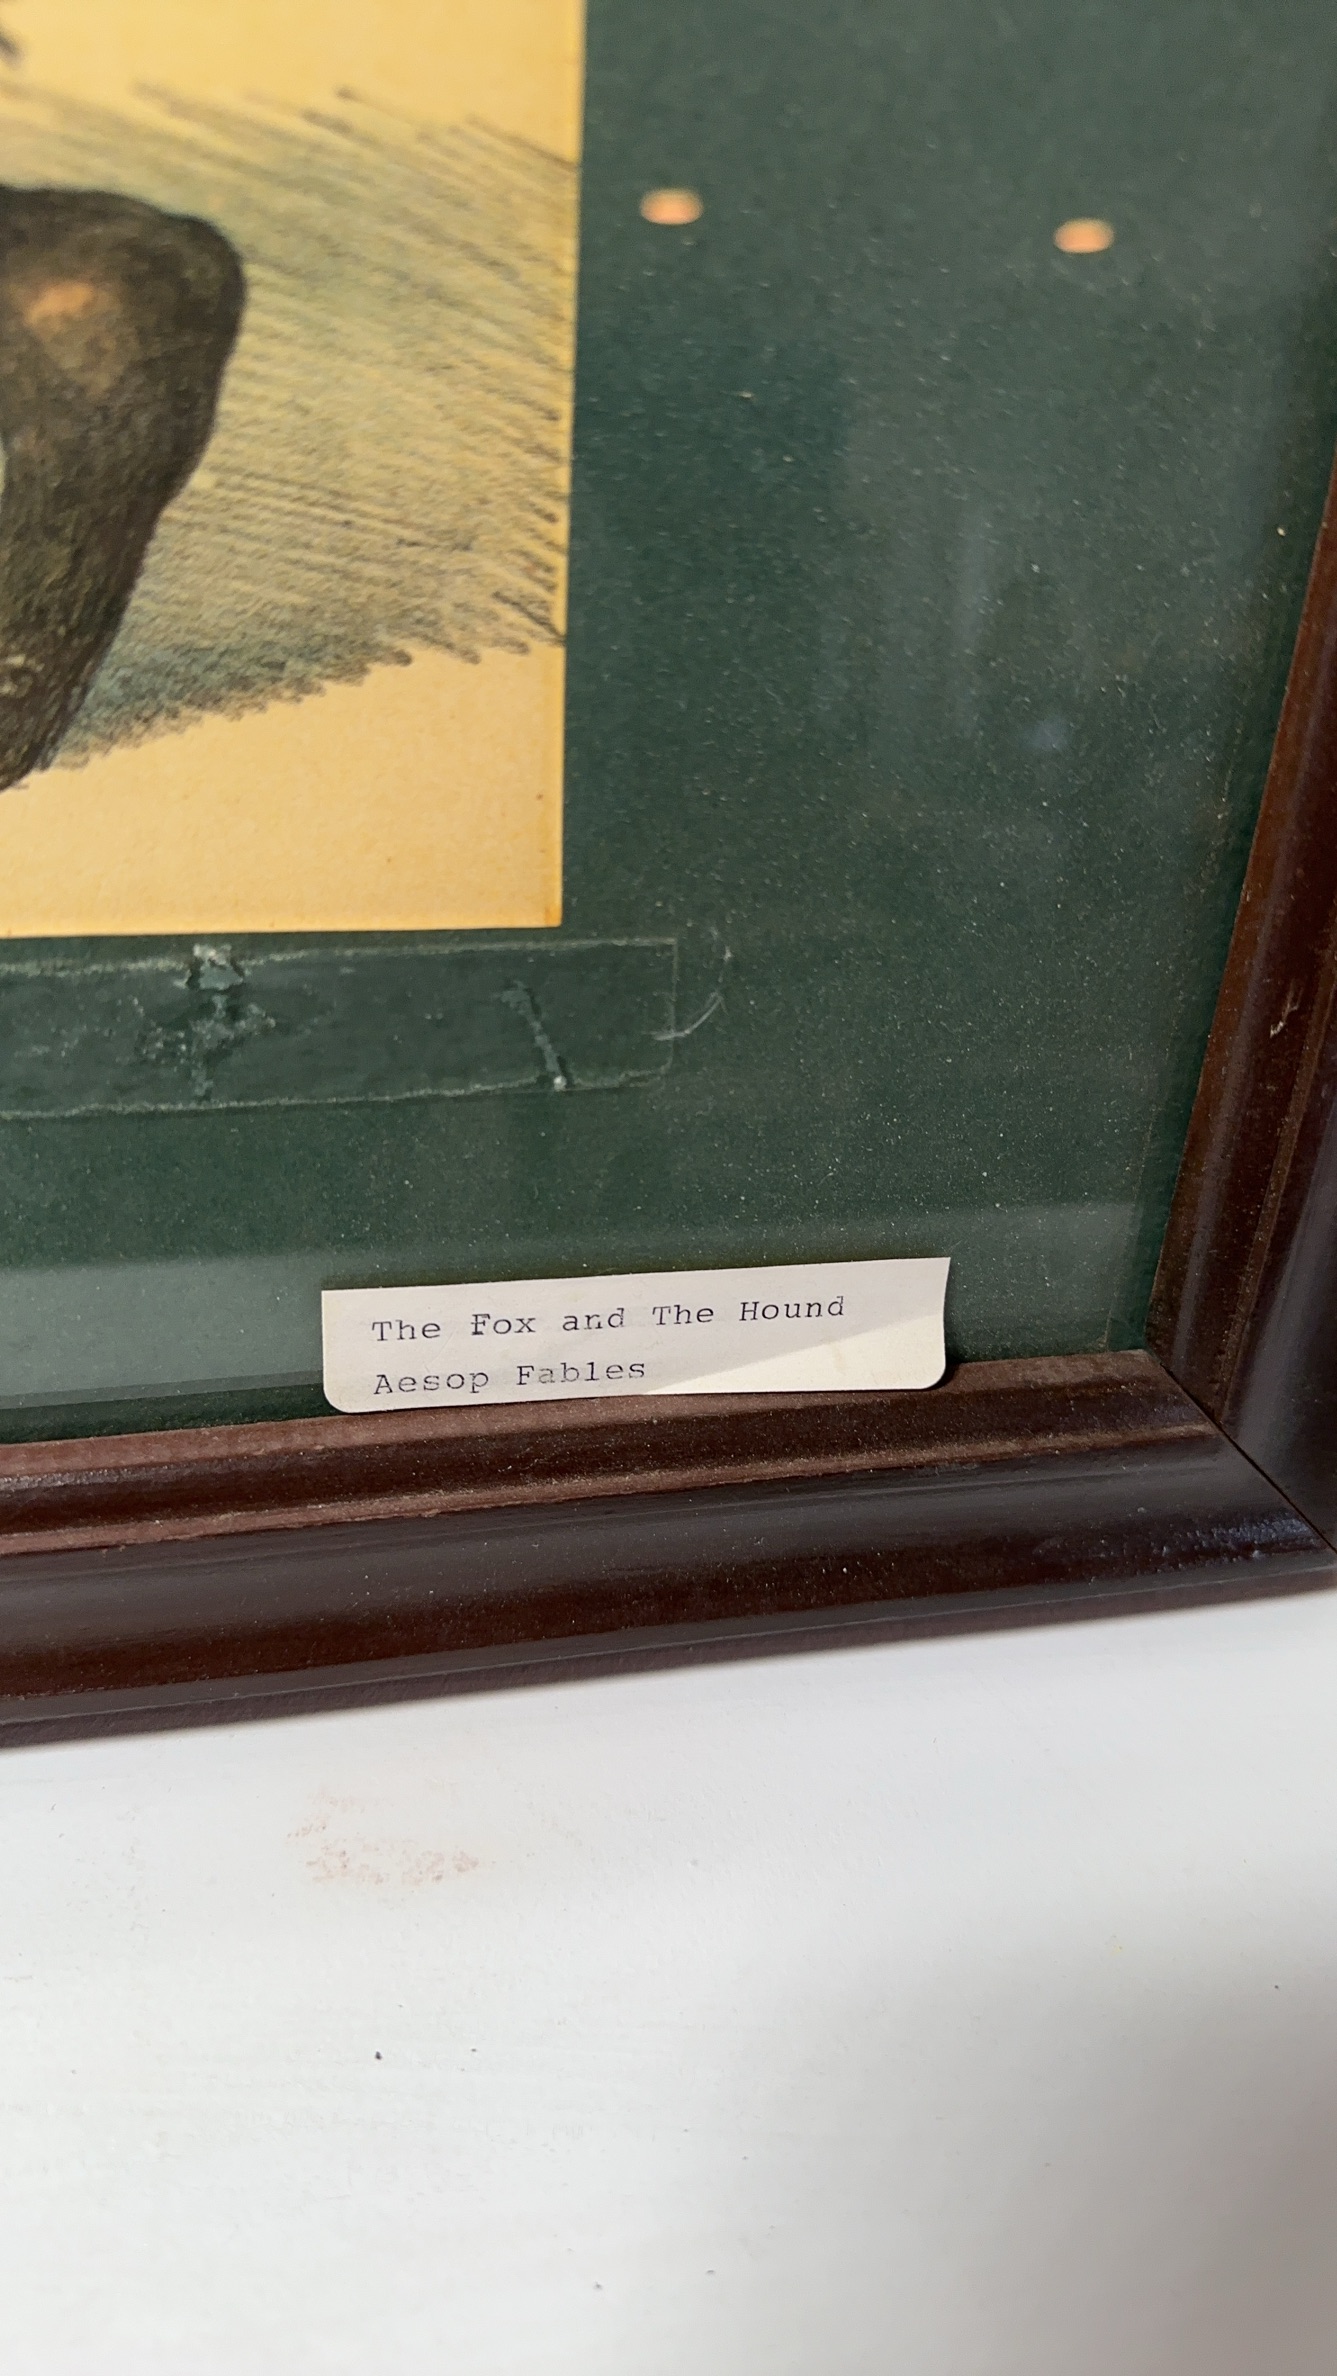 The Fox and The Hound
Aesop Fables